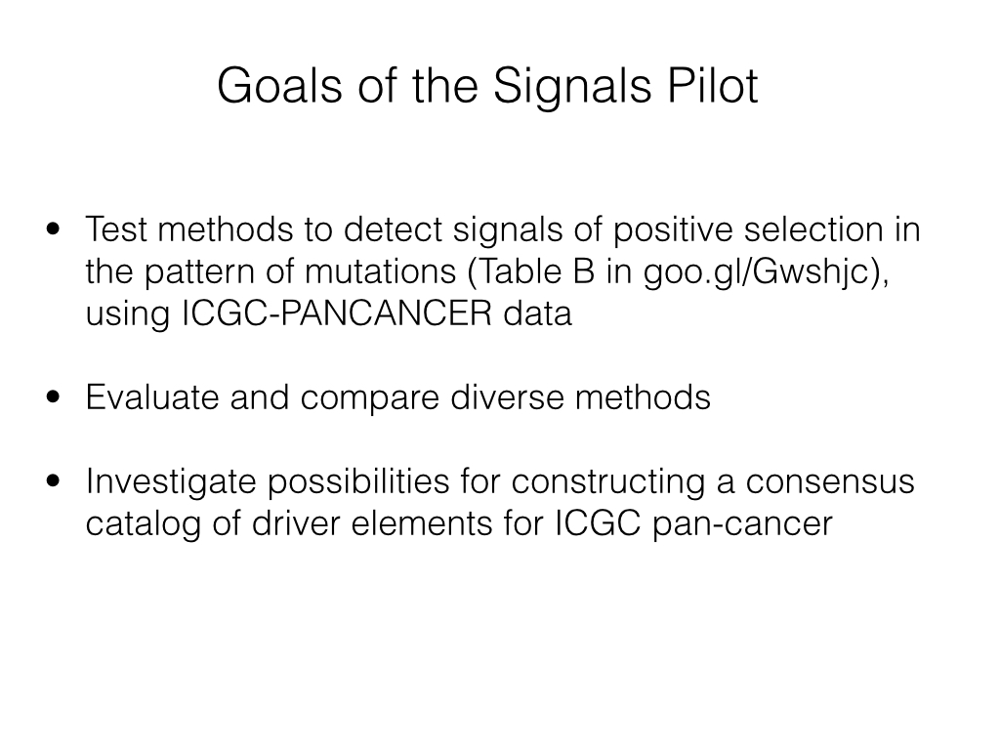 Goals of the Signals Pilot
• Test methods to detect signals of positive selection in
the pattern of mutations (Table B in goo.gl/Gwshjc),
using ICGC-PANCANCER data
• Evaluate and compare diverse methods
• Investigate possibilities for constructing a consensus
catalog of driver elements for ICGC pan-cancer